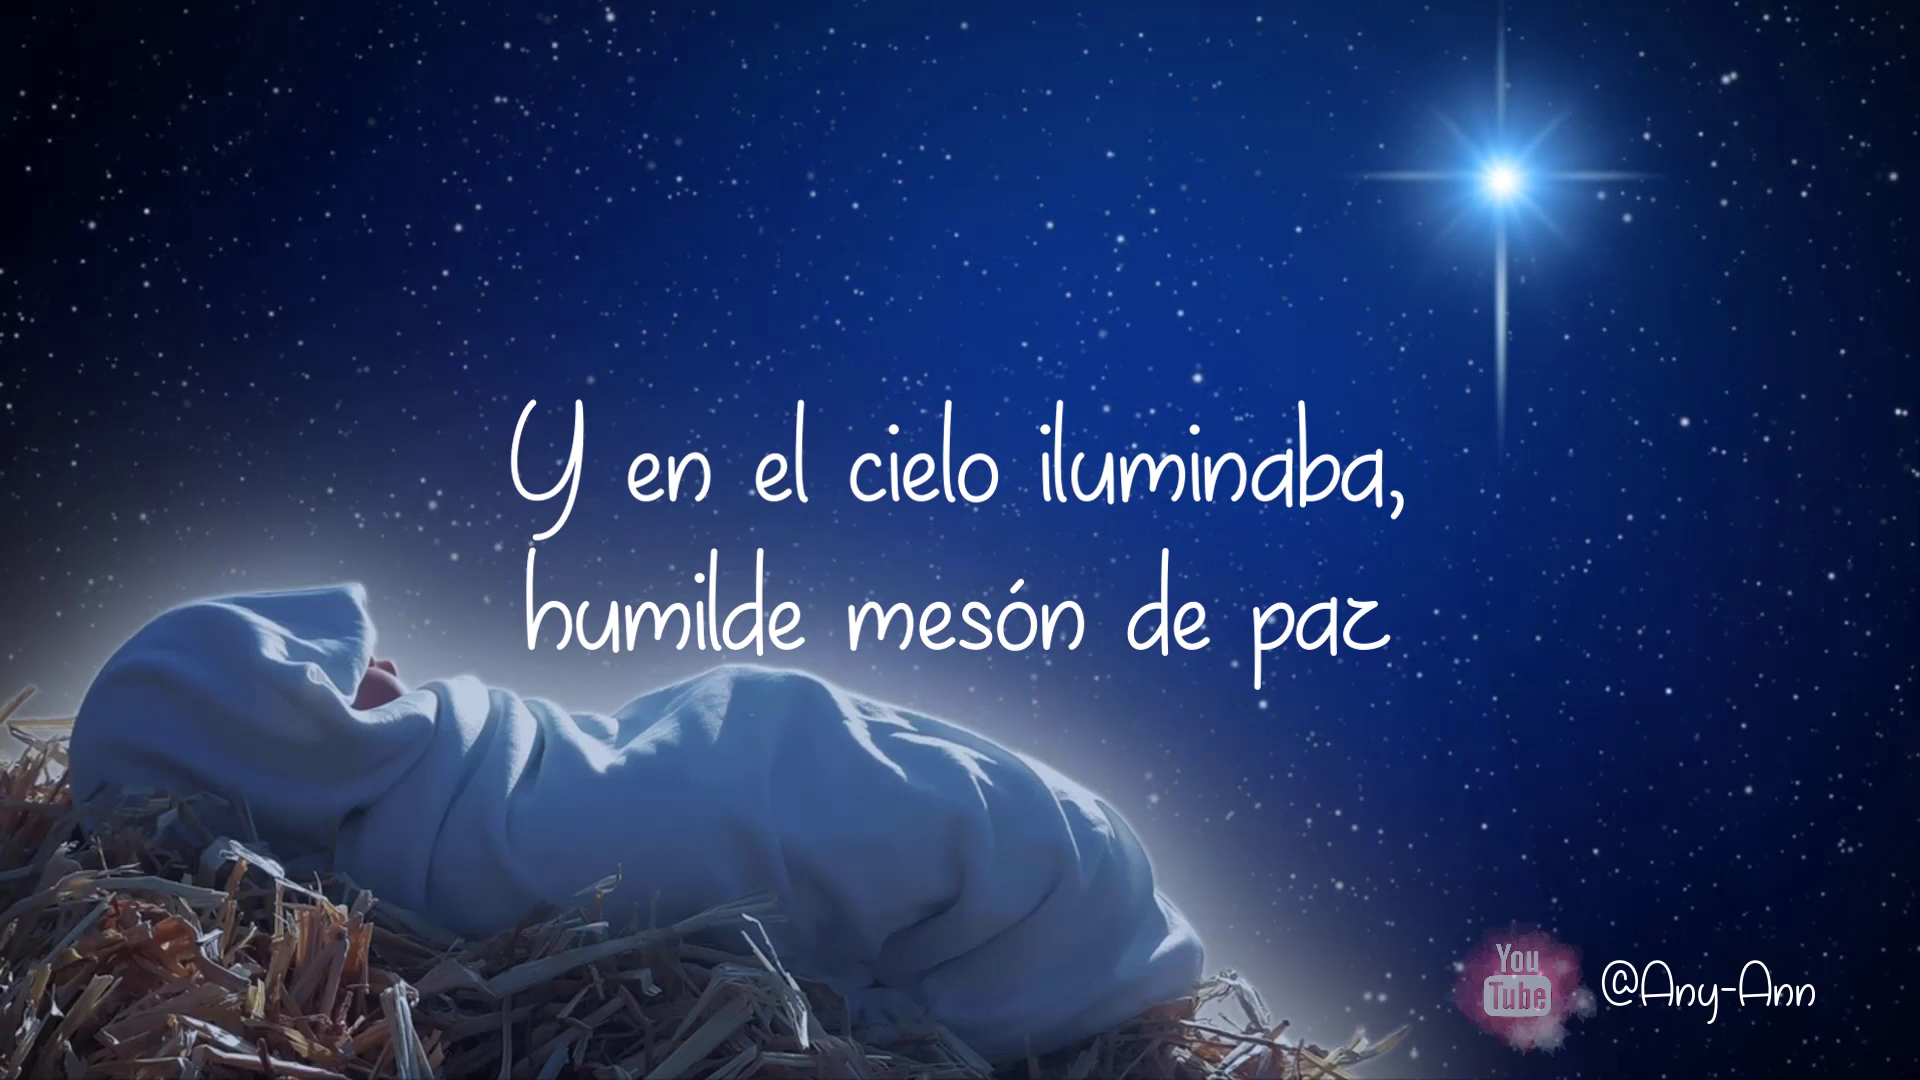 Y en el cielo iluminaba,
humilde mesón de paz
You
Tube
@Any-Ann